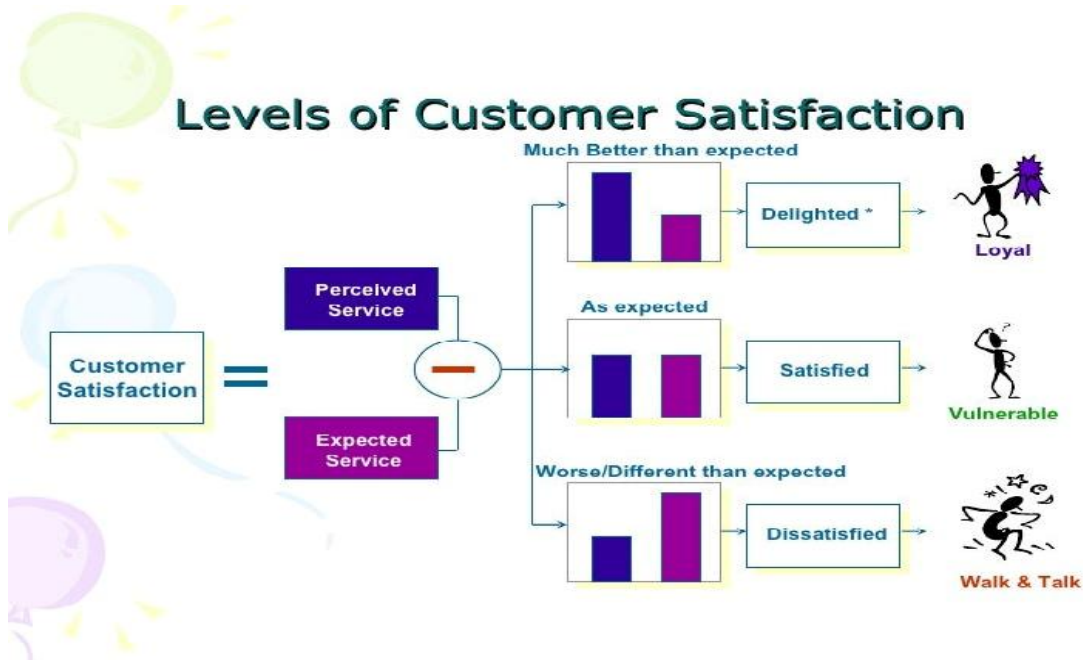 Levels of Customer Satisfaction
Much Better than expected
Delighted *
Loyal
Perceived
Service
As expected
Customer
Satisfaction
=
−
Satisfied
Vulnerable
Expected
Service
Worse/Different than expected
Dissatisfied
Walk & Talk